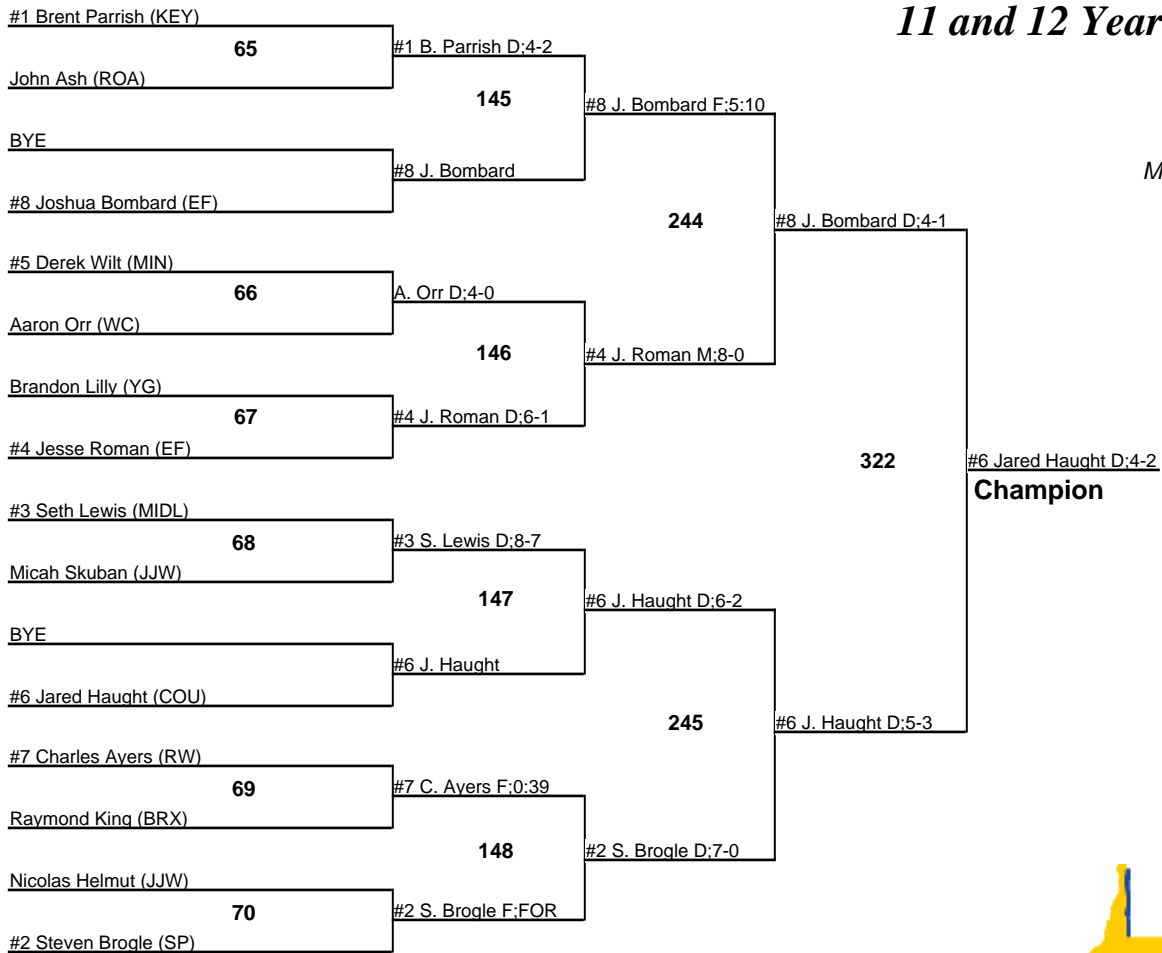 11 and 12 Year
M
#1 Brent Parrish (KEY)
65
John Ash (ROA)
BYE
#8 Joshua Bombard (EF)
#5 Derek Wilt (MIN)
66
Aaron Orr (WC)
Brandon Lilly (YG)
67
#4 Jesse Roman (EF)
#3 Seth Lewis (MIDL)
68
Micah Skuban (JJW)
BYE
#6 Jared Haught (COU)
#7 Charles Ayers (RW)
69
Raymond King (BRX)
Nicolas Helmut (JJW)
70
#2 Steven Brogle (SP)
#1 B. Parrish D;4-2
145
#8 J. Bombard
A. Orr D;4-0
146
#4 J. Roman D;6-1
#3 S. Lewis D;8-7
147
#6 J. Haught
#7 C. Ayers F;0:39
148
#2 S. Brogle F;FOR
#8 J. Bombard F;5:10
244
#4 J. Roman M;8-0
#6 J. Haught D;6-2
245
#2 S. Brogle D;7-0
#8 J. Bombard D;4-1
322
#6 J. Haught D;5-3
#6 Jared Haught D;4-2
Champion